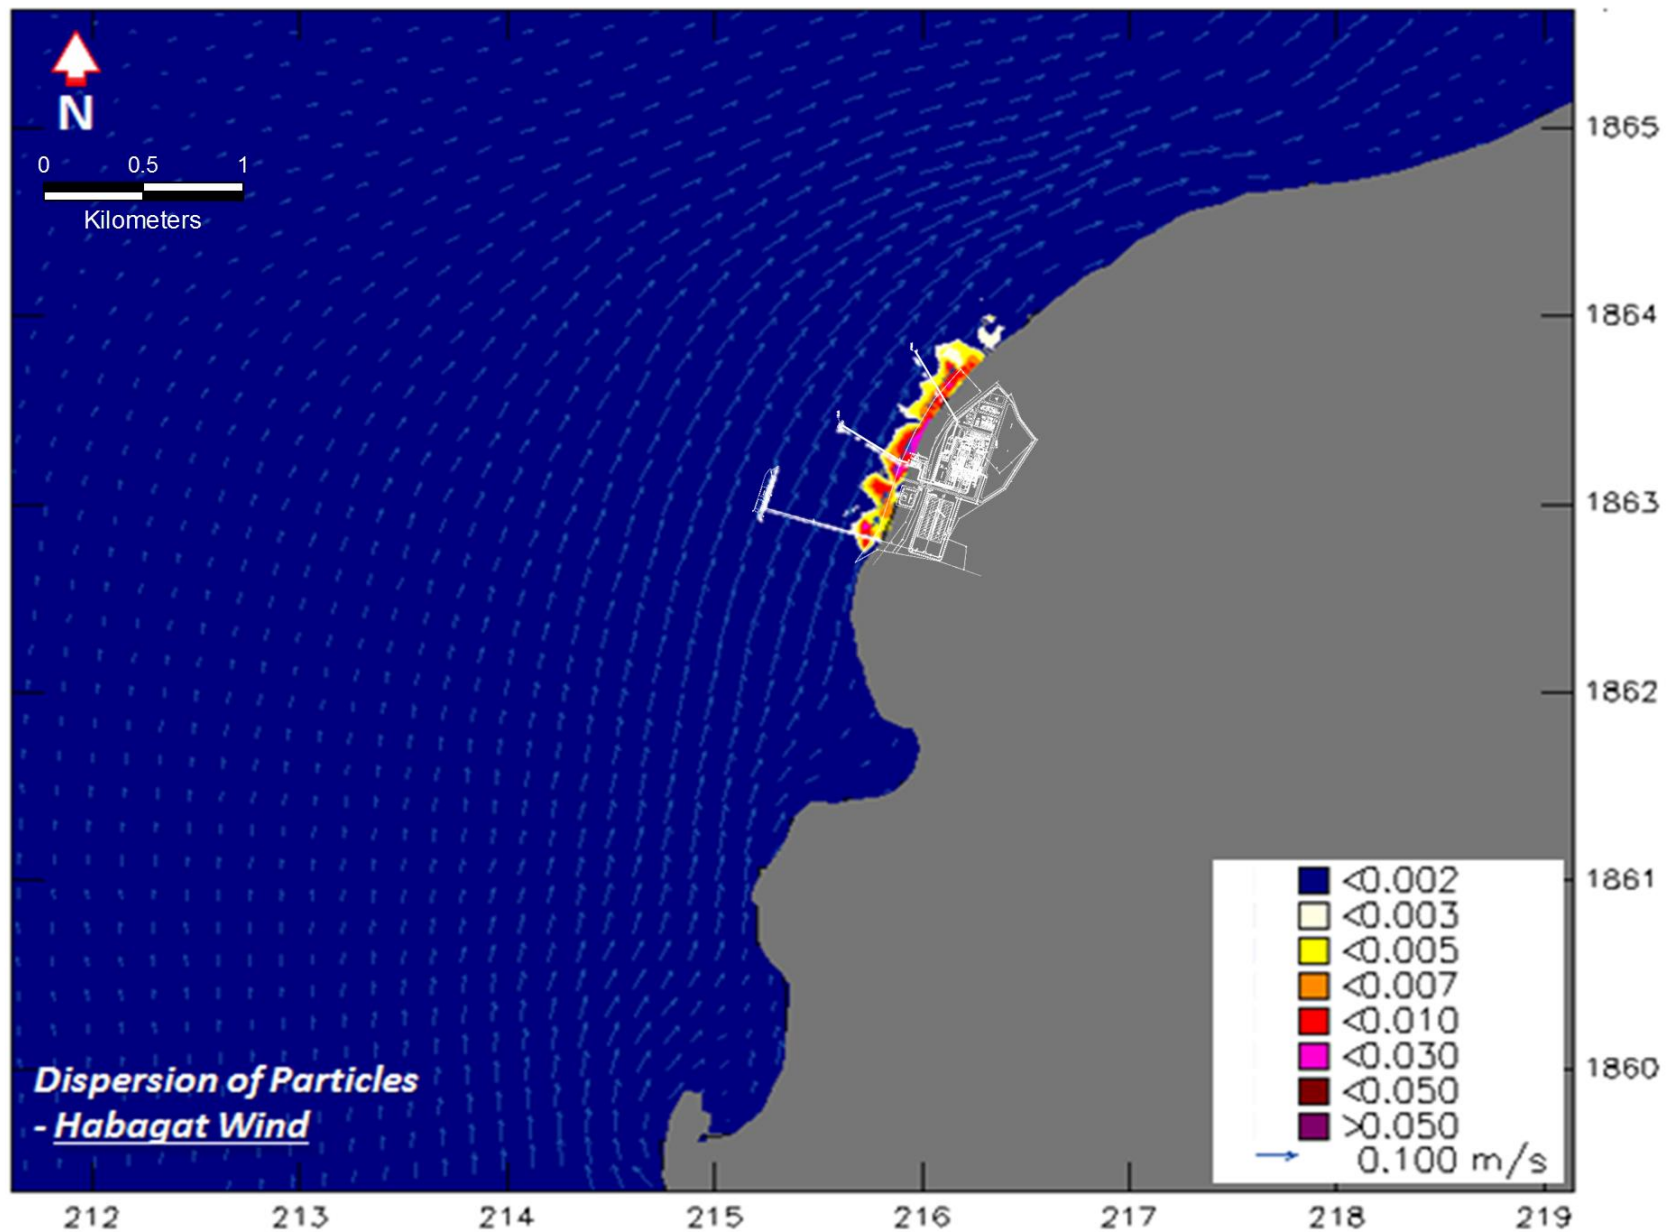 N
0 0.5 1
Kilometers
1865
1864
1863
1862
1861
1860
Dispersion of Particles
- Habagat Wind
<0.002
<0.003
<0.005
<0.007
<0.010
<0.030
<0.050
>0.050
0.100 m/s
212 213 214 215 216 217 218 219